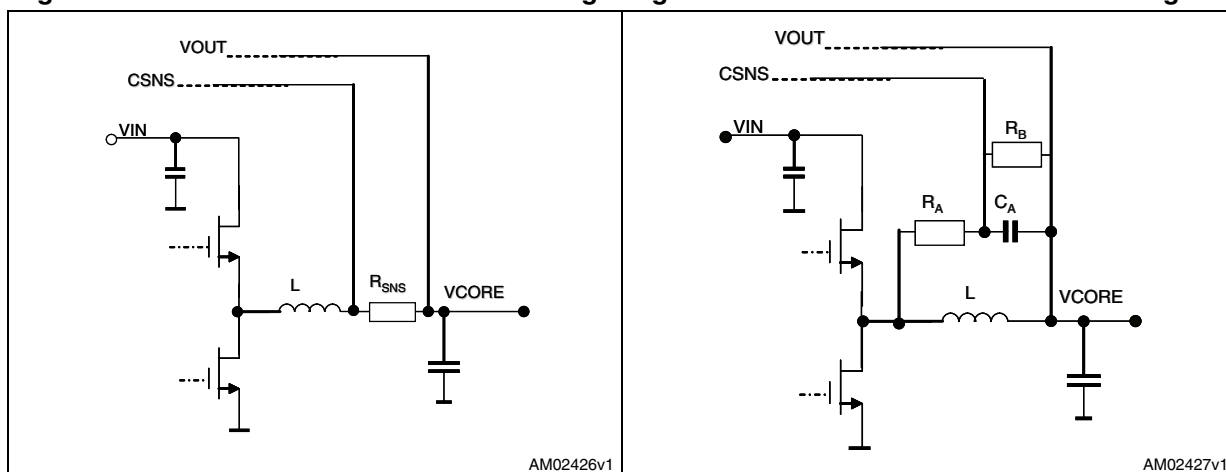 VOUT
CSNS
VIN
L
RSNS
VCORE
AM02426v1
VOUT
CSNS
VIN
RB
RA
CA
L
VCORE
AM02427v1